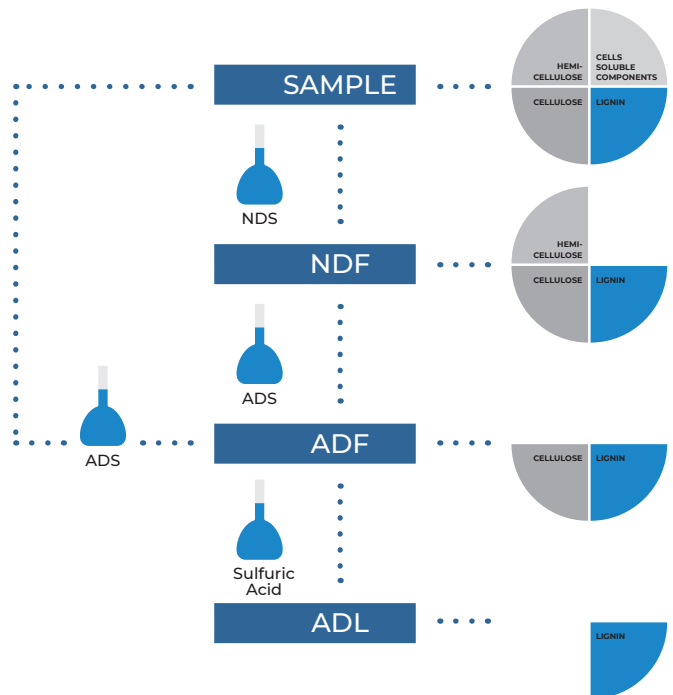 SAMPLE
HEMI-
CELLULOSE
CELLS
SOLUBLE
COMPONENTS
CELLULOSE
LIGNIN
NDS
NDF
HEMI-
CELLULOSE
CELLULOSE
LIGNIN
ADS
ADS
ADF
CELLULOSE
LIGNIN
Sulfuric
Acid
ADL
LIGNIN